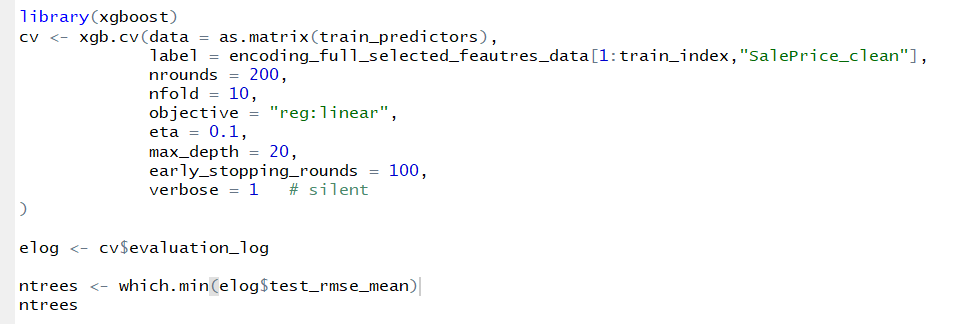 library(xgboost)
cv <- xgb.cv(data = as.matrix(train_predictors),
label = encoding_full_selected_feautres_data[1:train_index,"SalePrice_clean"],
nrounds = 200,
nfold = 10,
objective = "reg:linear",
eta = 0.1,
max_depth = 20,
early_stopping_rounds = 100,
verbose = 1   # silent
)
elog <- cv$evaluation_log
ntrees <- which.min(elog$test_rmse_mean)
ntrees